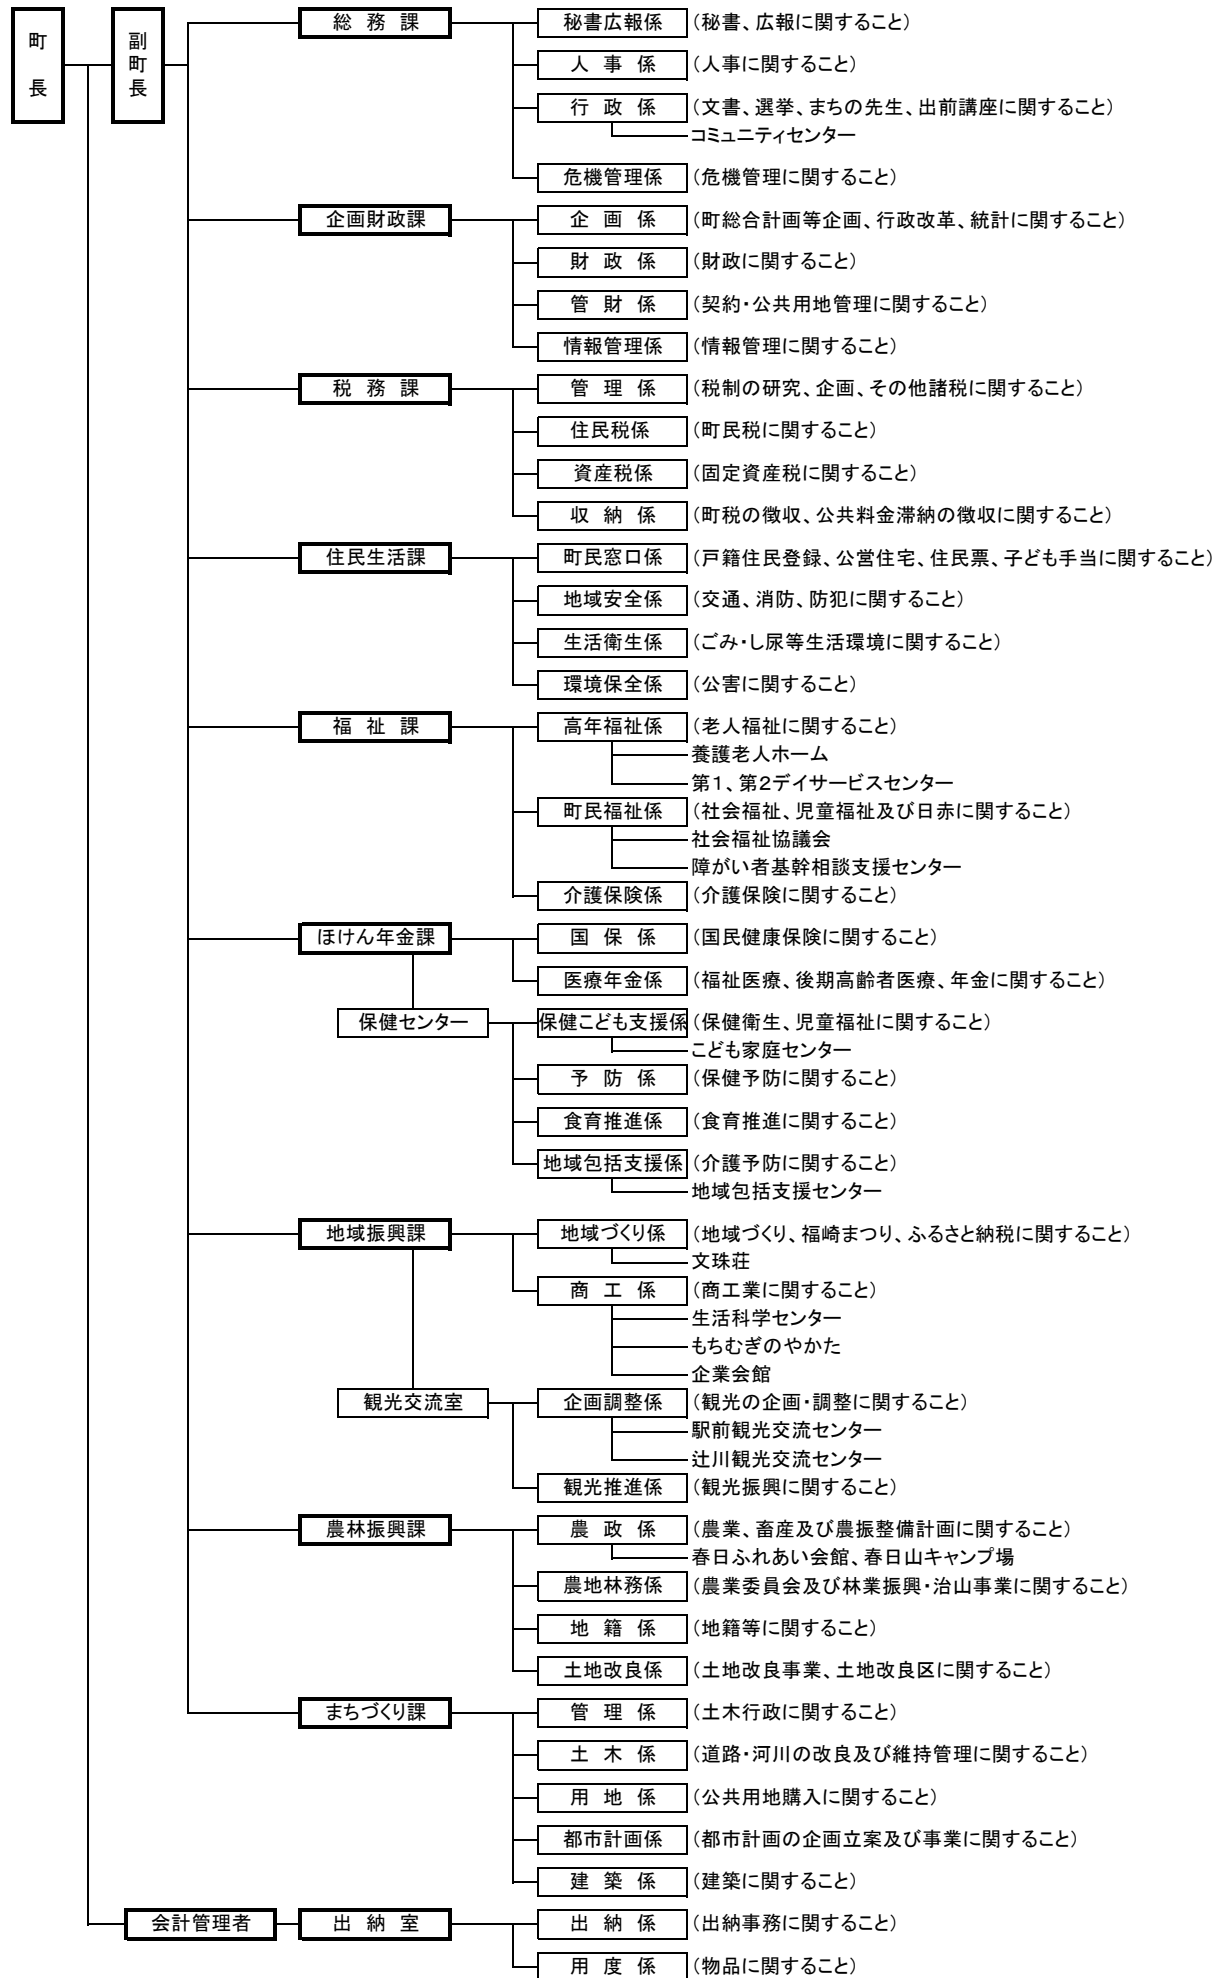 町長
副町長
総務課 秘書広報係 (秘書、広報に関すること)
人事係 (人事に関すること)
行政係 (文書、選挙、まちの先生、出前講座に関すること)
コミュニティセンター
危機管理係 (危機管理に関すること)
企画財政課 企画係 (町総合計画等企画、行政改革、統計に関すること)
財政係 (財政に関すること)
管財係 (契約・公共用地管理に関すること)
情報管理係 (情報管理に関すること)
税務課 管理係 (税制の研究、企画、その他諸税に関すること)
住民税係 (町民税に関すること)
資産税係 (固定資産税に関すること)
収納係 (町税の徴収、公共料金滞納の徴収に関すること)
住民生活課 町民窓口係 (戸籍住民登録、公営住宅、住民票、子ども手当に関すること)
地域安全係 (交通、消防、防犯に関すること)
生活衛生係 (ごみ・し尿等生活環境に関すること)
環境保全係 (公害に関すること)
福祉課 高年福祉係 (老人福祉に関すること)
養護老人ホーム
第1、第2デイサービスセンター
町民福祉係 (社会福祉、児童福祉及び日赤に関すること)
社会福祉協議会
障がい者基幹相談支援センター
介護保険係 (介護保険に関すること)
ほけん年金課 国保係 (国民健康保険に関すること)
医療年金係 (福祉医療、後期高齢者医療、年金に関すること)
保健センター 保健こども支援係 (保健衛生、児童福祉に関すること)
こども家庭センター
予防係 (保健予防に関すること)
食育推進係 (食育推進に関すること)
地域包括支援係 (介護予防に関すること)
地域包括支援センター
地域振興課 地域づくり係 (地域づくり、福崎まつり、ふるさと納税に関すること)
文珠荘
商工係 (商工業に関すること)
生活科学センター
もちむぎのやかた
企業会館
観光交流室 企画調整係 (観光の企画・調整に関すること)
駅前観光交流センター
辻川観光交流センター
観光推進係 (観光振興に関すること)
農林振興課 農政係 (農業、畜産及び農振整備計画に関すること)
春日ふれあい会館、春日山キャンプ場
農地林務係 (農業委員会及び林業振興・治山事業に関すること)
地籍係 (地籍等に関すること)
土地改良係 (土地改良事業、土地改良区に関すること)
まちづくり課 管理係 (土木行政に関すること)
土木係 (道路・河川の改良及び維持管理に関すること)
用地係 (公共用地購入に関すること)
都市計画係 (都市計画の企画立案及び事業に関すること)
建築係 (建築に関すること)
会計管理者 出納室 出納係 (出納事務に関すること)
用度係 (物品に関すること)